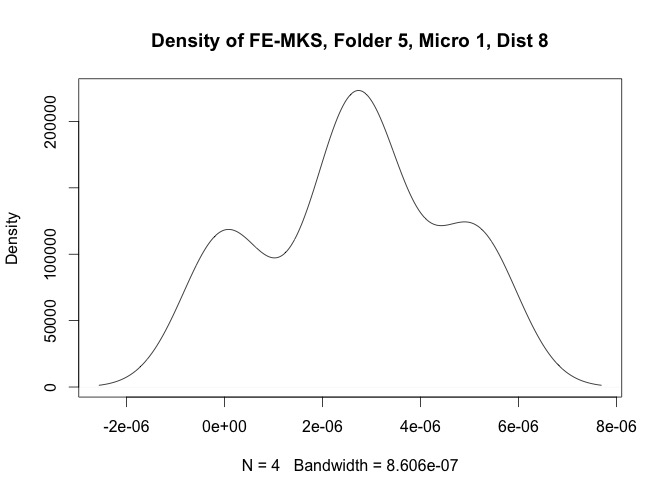 Density of FE-MKS, Folder 5, Micro 1, Dist 8
Density
200000
100000
50000
0
-2e-06 0e+00 2e-06 4e-06 6e-06 8e-06
N = 4 Bandwidth = 8.606e-07